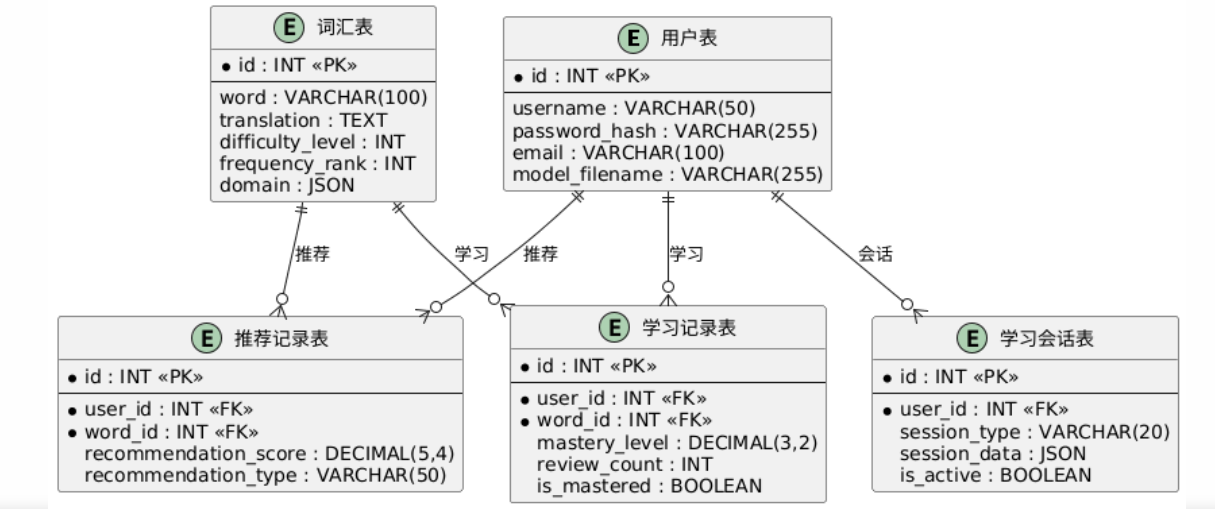 E 词汇表
id : INT «PK»
word : VARCHAR(100)
translation : TEXT
difficulty_level : INT
frequency_rank : INT
domain : JSON
E 用户表
id : INT «PK»
username : VARCHAR(50)
password_hash : VARCHAR(255)
email : VARCHAR(100)
model_filename : VARCHAR(255)
推荐
学习
推荐
学习
会话
E 推荐记录表
id : INT «PK»
user_id : INT «FK»
word_id : INT «FK»
recommendation_score : DECIMAL(5,4)
recommendation_type : VARCHAR(50)
E 学习记录表
id : INT «PK»
user_id : INT «FK»
word_id : INT «FK»
mastery_level : DECIMAL(3,2)
review_count : INT
is_mastered : BOOLEAN
E 学习会话表
id : INT «PK»
user_id : INT «FK»
session_type : VARCHAR(20)
session_data : JSON
is_active : BOOLEAN